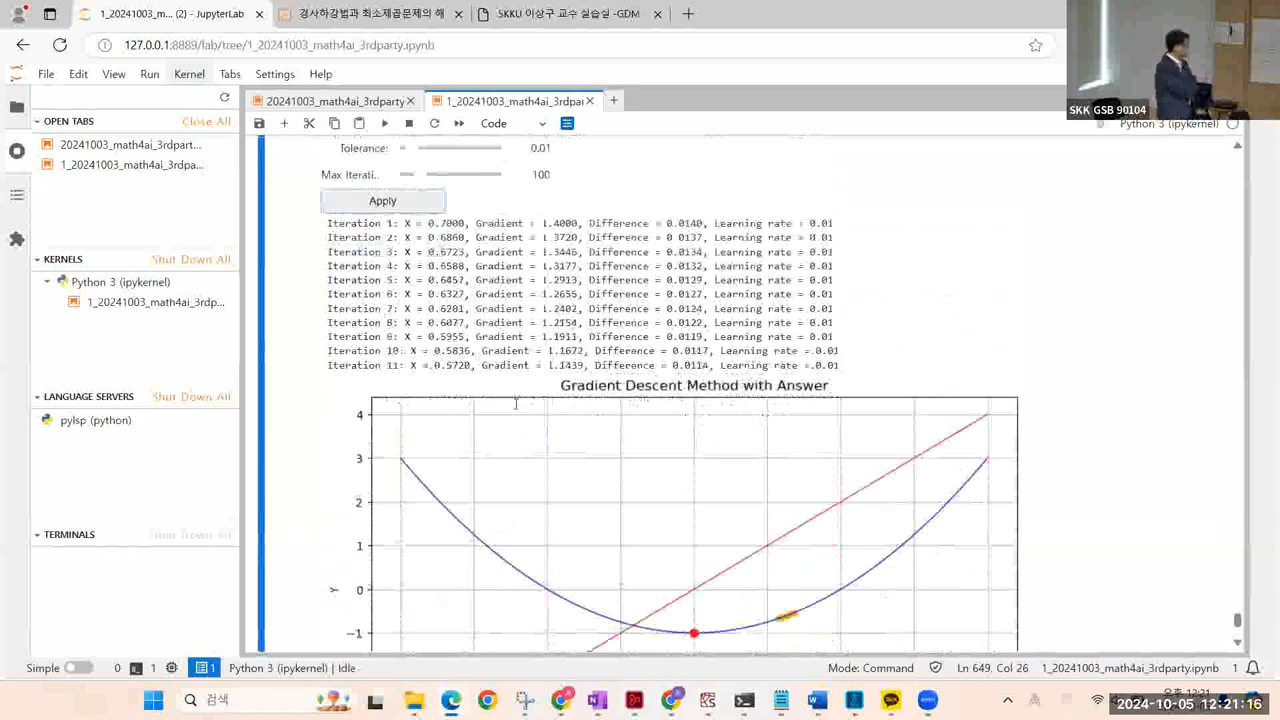 1_20241003_m... (2) - JupyterLab
경사하강법과 최소제곱문제의 해
SKKU 이상구 교수 실습실 -GDM
127.0.0.1:8889/lab/tree/1_20241003_math4ai_3rdparty.ipynb
File Edit View Run Kernel Tabs Settings Help
OPEN TABS
Close All
20241003_math4ai_3rdpart...
1_20241003_math4ai_3rdpa...
KERNELS
Shut Down All
Python 3 (ipykernel)
1_20241003_math4ai_3rdp...
LANGUAGE SERVERS
Shut Down All
pylsp (python)
TERMINALS
Shut Down All
20241003_math4ai_3rdparty
1_20241003_math4ai_3rdpai
Code
Python 3 (ipykernel)
SKK GSB 90104
Tolerance: 0.01
Max Iterati.. 100
Apply
Iteration 1: X = 0.7000, Gradient = 1.4000, Difference = 0.0140, Learning rate = 0.01
Iteration 2: X = 0.6860, Gradient = 1.3720, Difference = 0.0137, Learning rate = 0.01
Iteration 3: X = 0.6723, Gradient = 1.3446, Difference = 0.0134, Learning rate = 0.01
Iteration 4: X = 0.6588, Gradient = 1.3177, Difference = 0.0132, Learning rate = 0.01
Iteration 5: X = 0.6457, Gradient = 1.2913, Difference = 0.0129, Learning rate = 0.01
Iteration 6: X = 0.6327, Gradient = 1.2655, Difference = 0.0127, Learning rate = 0.01
Iteration 7: X = 0.6201, Gradient = 1.2402, Difference = 0.0124, Learning rate = 0.01
Iteration 8: X = 0.6077, Gradient = 1.2154, Difference = 0.0122, Learning rate = 0.01
Iteration 9: X = 0.5955, Gradient = 1.1911, Difference = 0.0119, Learning rate = 0.01
Iteration 10: X = 0.5836, Gradient = 1.1672, Difference = 0.0117, Learning rate = 0.01
Iteration 11: X = 0.5720, Gradient = 1.1439, Difference = 0.0114, Learning rate = 0.01
Gradient Descent Method with Answer
4
3
2
1
0
−1
Y
Simple 0 1 1 Python 3 (ipykernel) | Idle
Mode: Command Ln 649, Col 26 1_20241003_math4ai_3rdparty.ipynb 1
검색
오후 12:21
2024-10-05 12:21:16